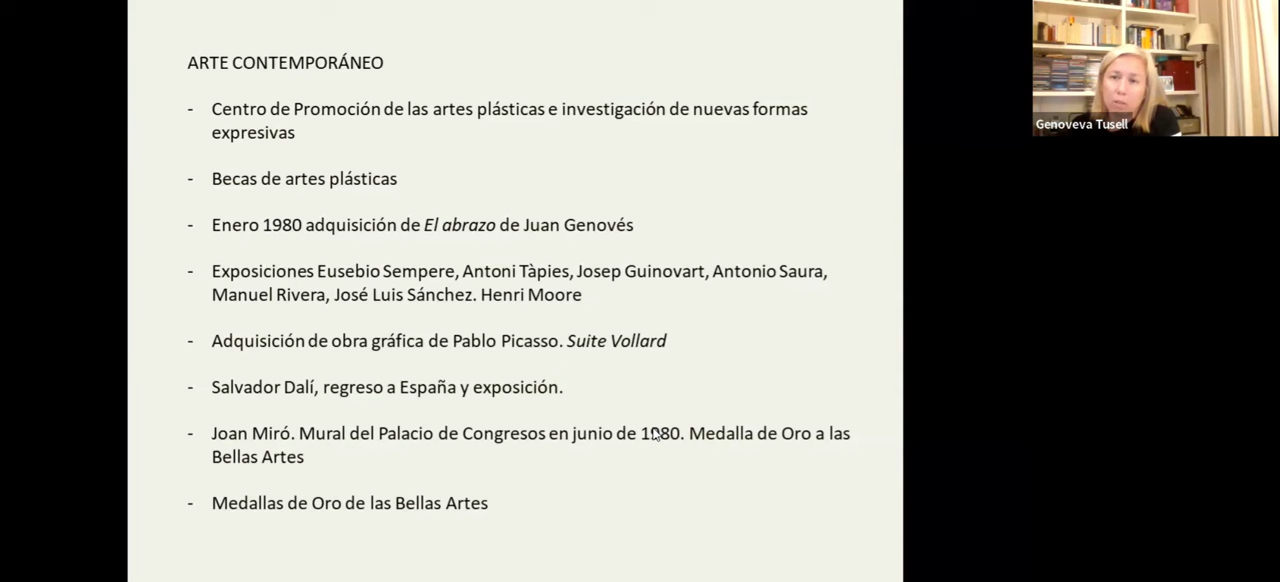 ARTE CONTEMPORÁNEO
- Centro de Promoción de las artes plásticas e investigación de nuevas formas
expresivas
- Becas de artes plásticas
- Enero 1980 adquisición de El abrazo de Juan Genovés
- Exposiciones Eusebio Sempere, Antoni Tàpies, Josep Guinovart, Antonio Saura,
Manuel Rivera, José Luis Sánchez. Henri Moore
- Adquisición de obra gráfica de Pablo Picasso. Suite Vollard
- Salvador Dalí, regreso a España y exposición.
- Joan Miró. Mural del Palacio de Congresos en junio de 1980. Medalla de Oro a las
Bellas Artes
- Medallas de Oro de las Bellas Artes
Genoveva Tusell